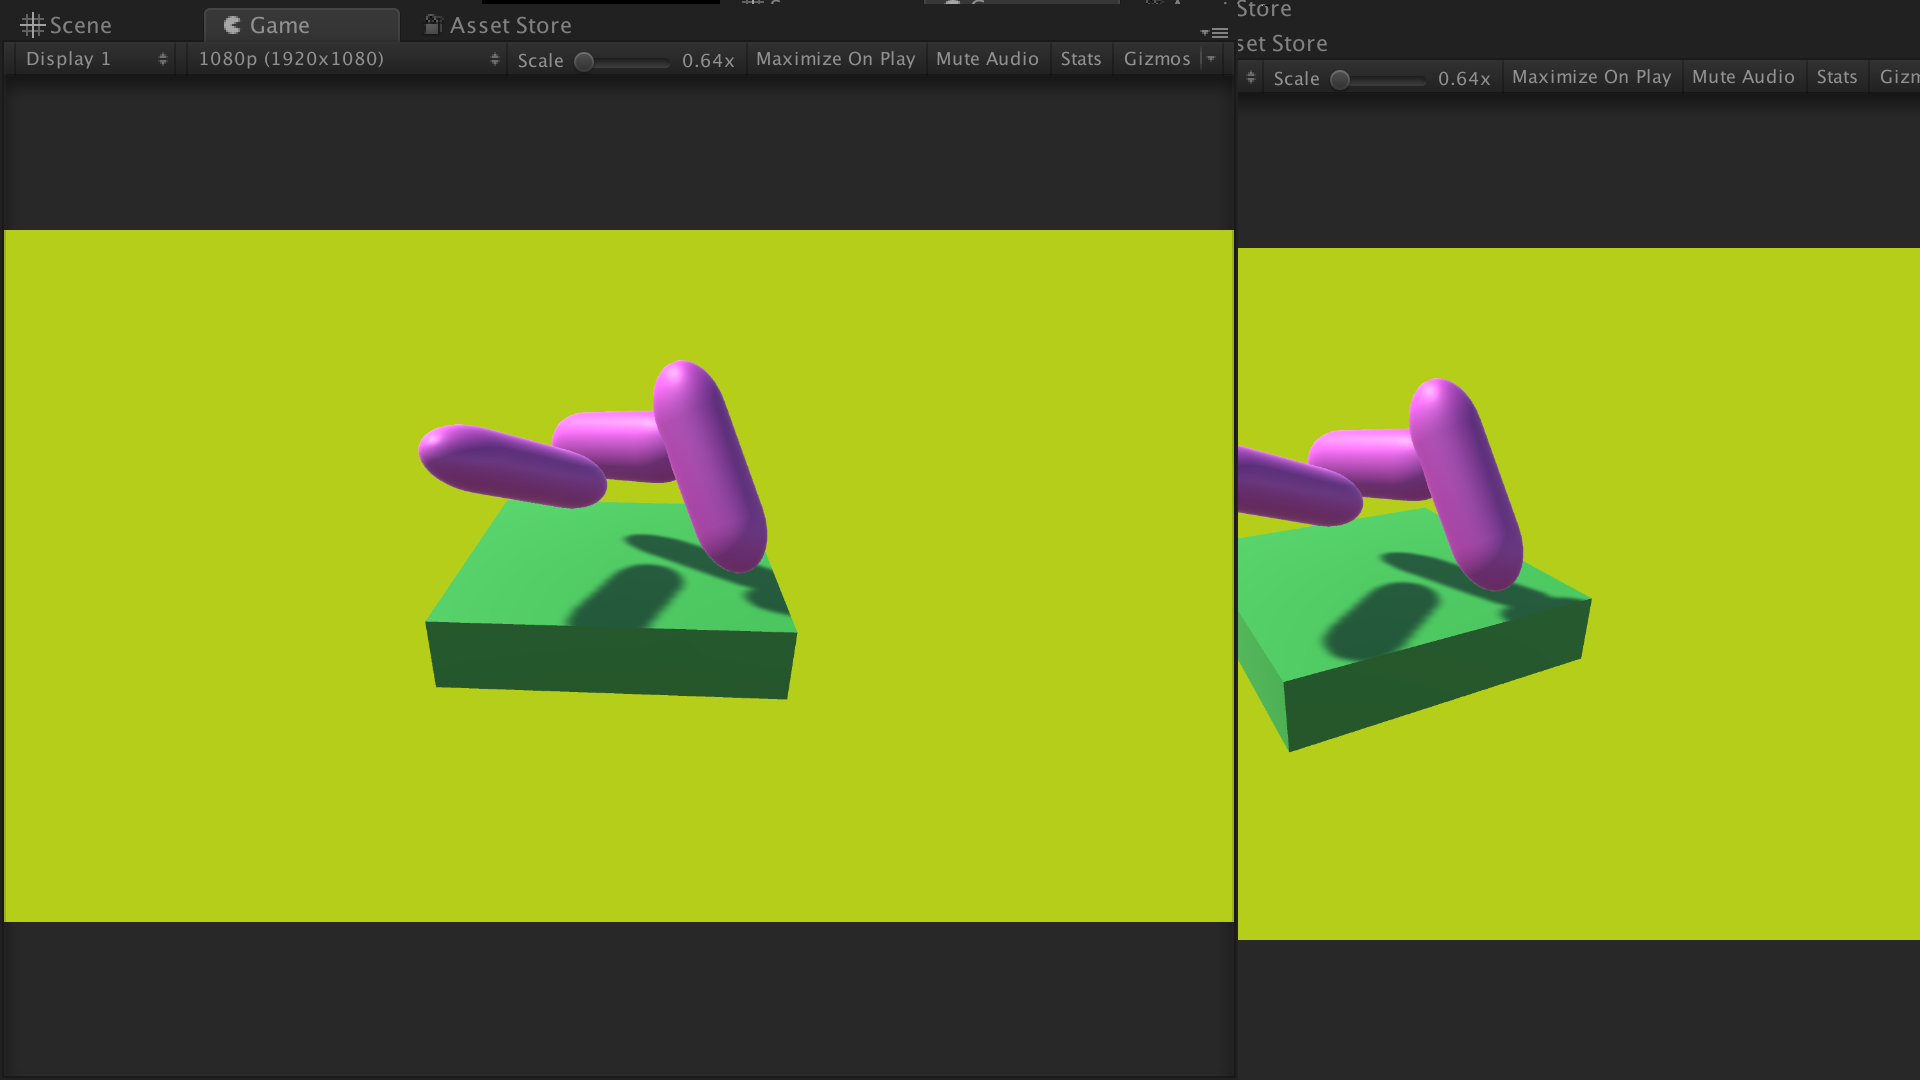 Store
Scene Game Asset Store
set Store
Display 1 1080p (1920x1080) Scale 0.64x Maximize On Play Mute Audio Stats Gizmos
Scale 0.64x Maximize On Play Mute Audio Stats Gizm